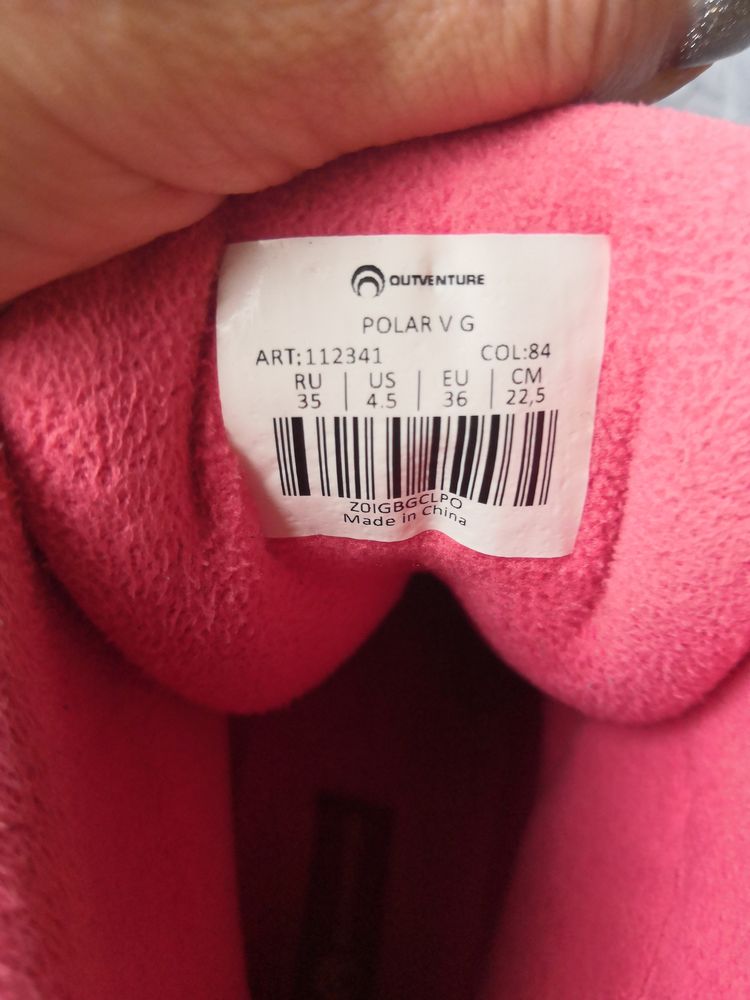 OUTVENTURE
POLAR V G
ART:112341 COL:84
RU | US | EU | CM
35 | 4.5 | 36 | 22,5
Z0IGBGCLPO
Made in China